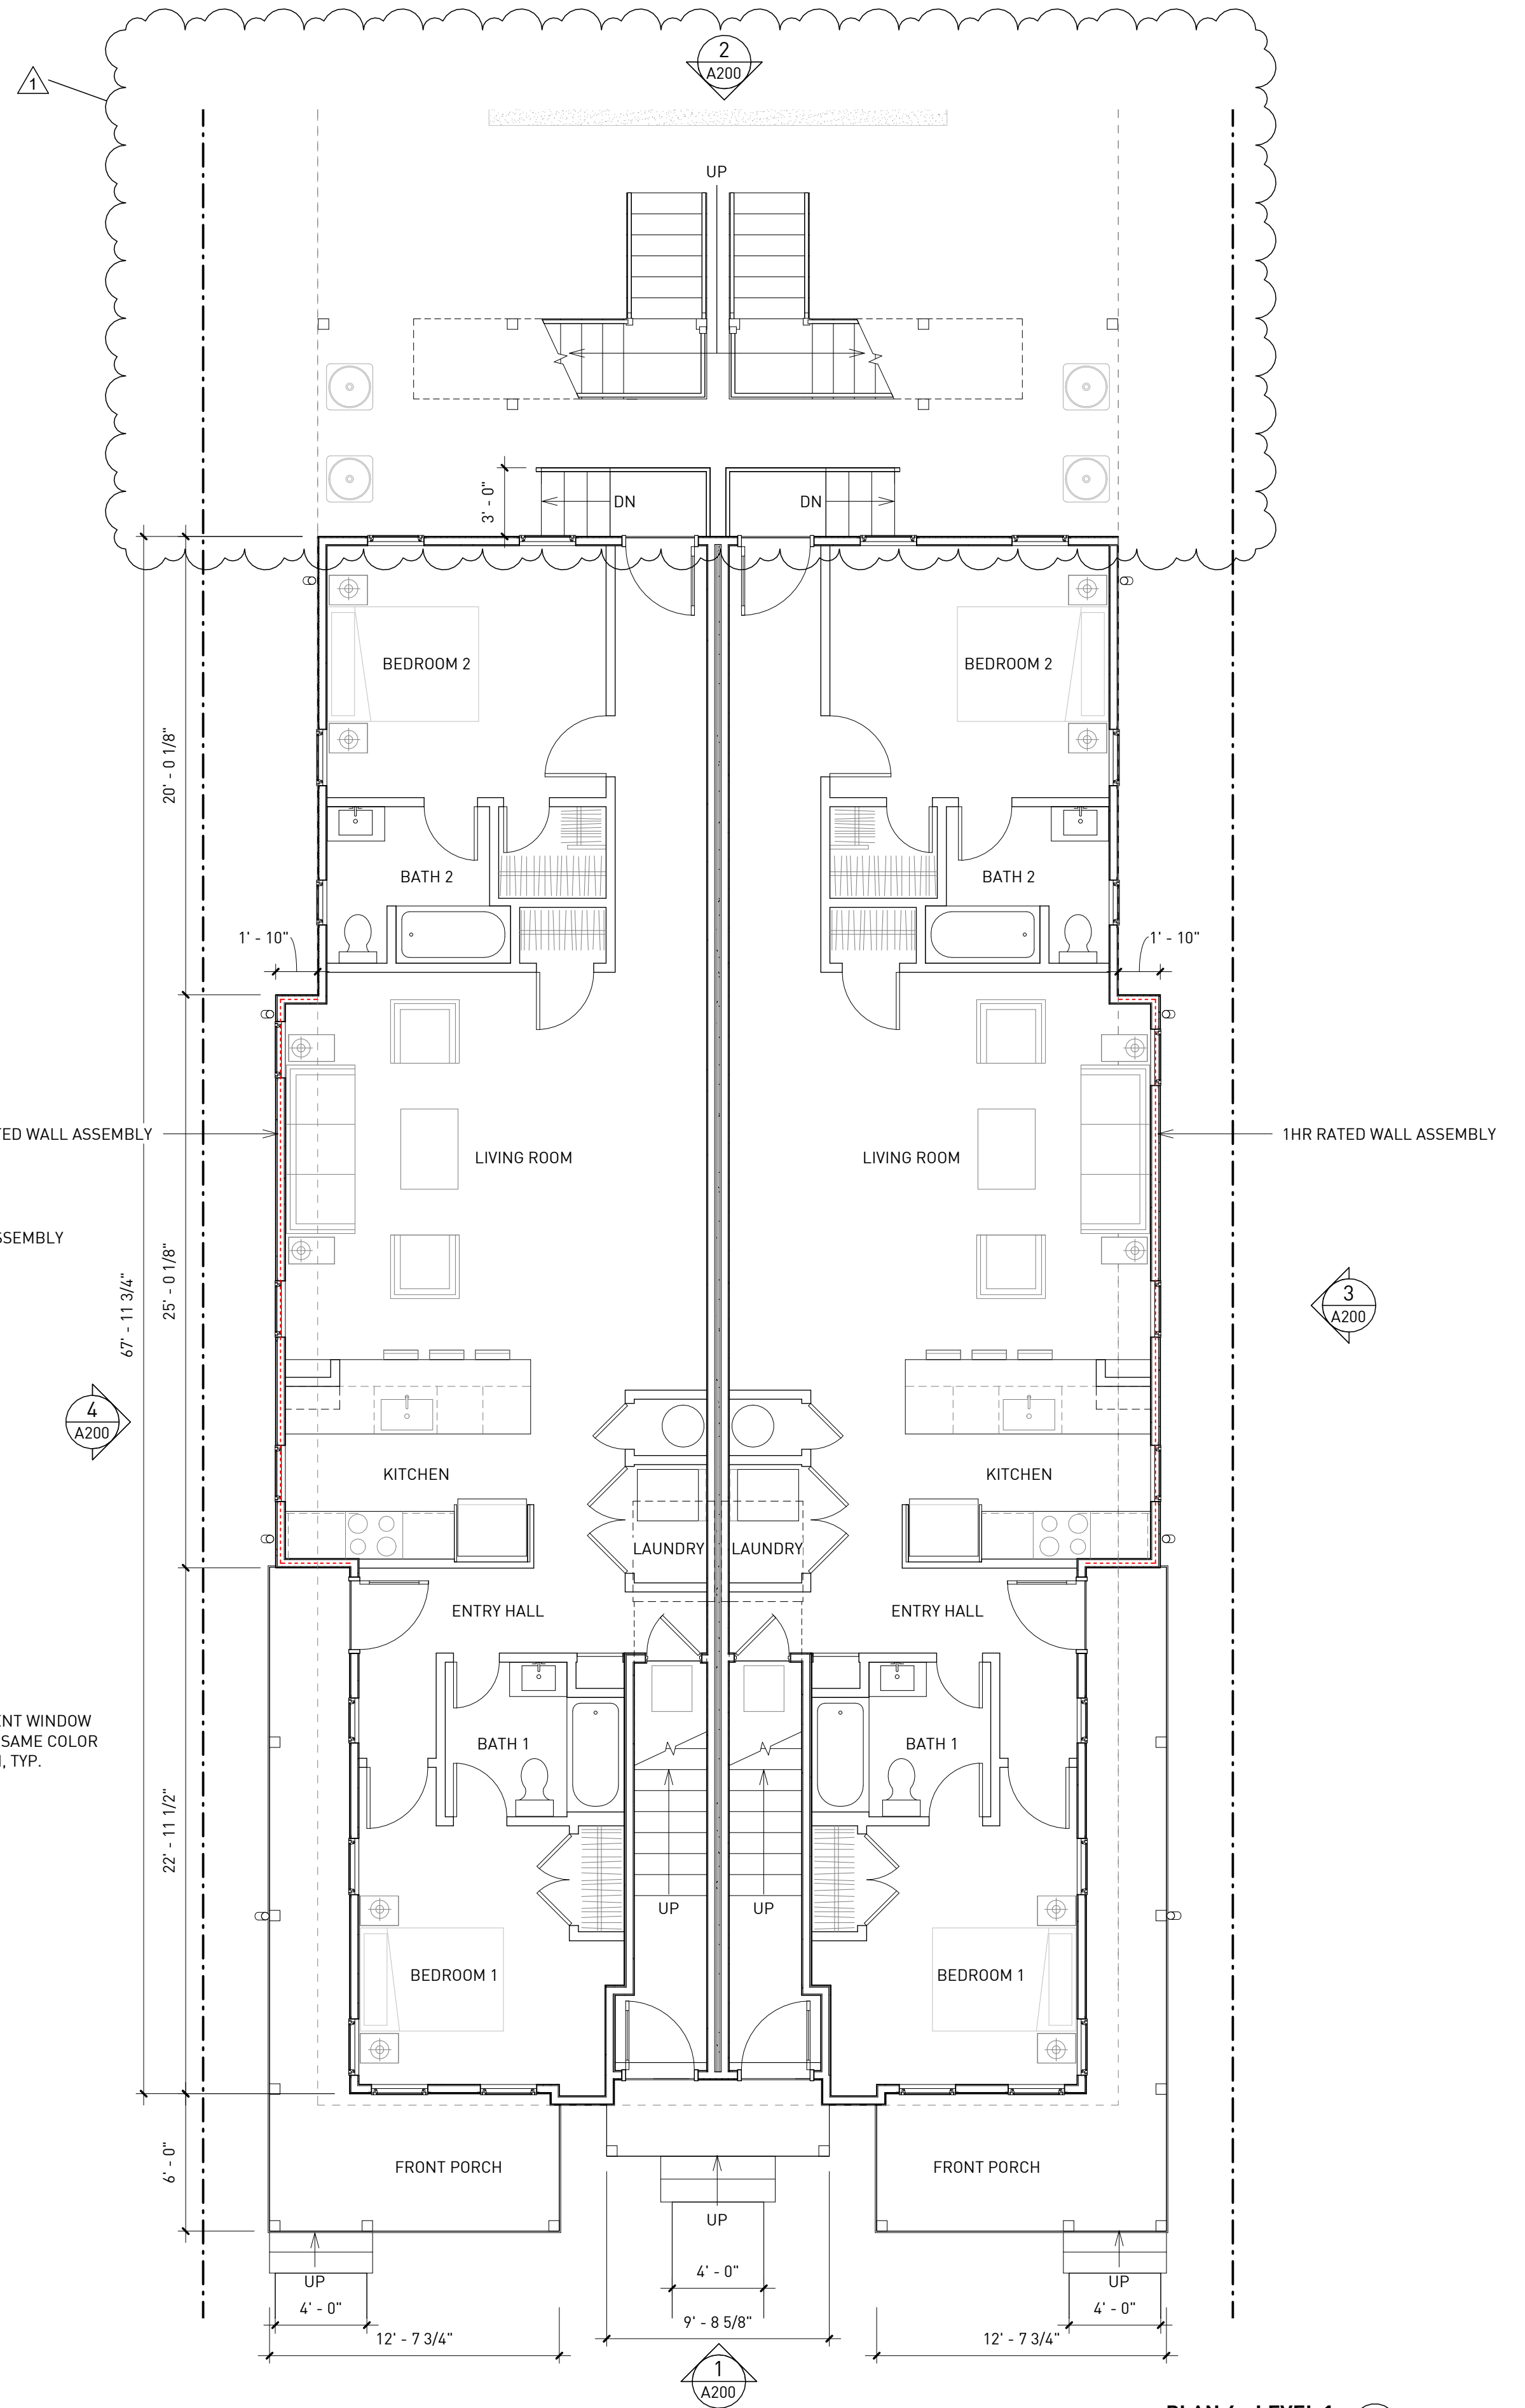 2
A200
1
UP
3' - 0"
DN
DN
BEDROOM 2
BEDROOM 2
20' - 0 1/8"
BATH 2
BATH 2
1' - 10"
1' - 10"
WALL ASSEMBLY
1HR RATED WALL ASSEMBLY
LIVING ROOM
LIVING ROOM
25' - 0 1/8"
67' - 11 3/4"
3
A200
4
A200
KITCHEN
KITCHEN
LAUNDRY
LAUNDRY
ENTRY HALL
ENTRY HALL
WINDOW
SAME COLOR
, TYP.
BATH 1
BATH 1
22' - 11 1/2"
UP
UP
BEDROOM 1
BEDROOM 1
6' - 0"
FRONT PORCH
FRONT PORCH
UP
UP
UP
4' - 0"
4' - 0"
4' - 0"
9' - 8 5/8"
12' - 7 3/4"
12' - 7 3/4"
1
A200